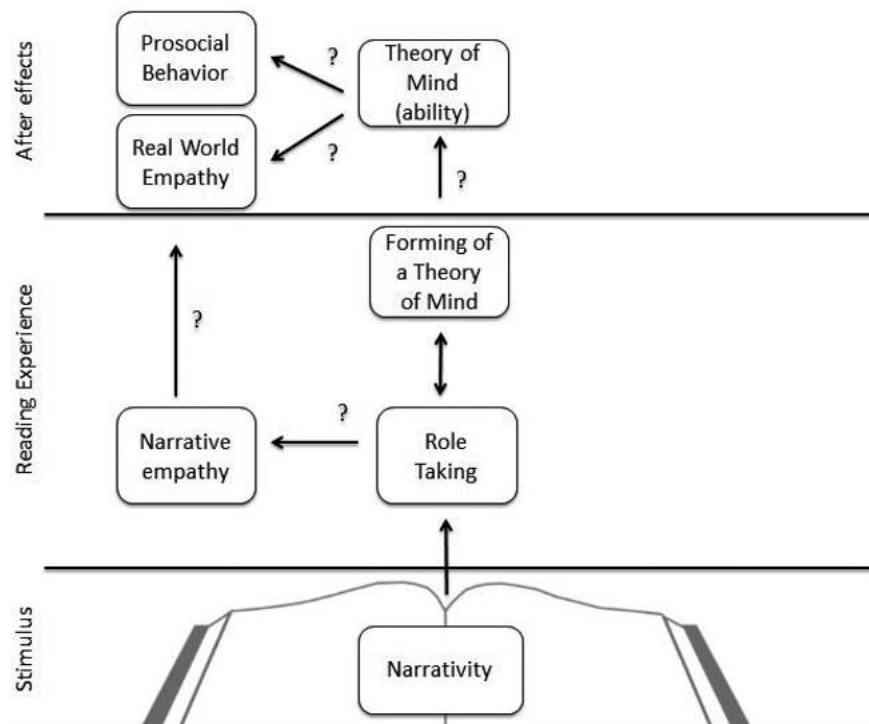 After effects
Prosocial
Behavior
?
Theory of
Mind
(ability)
Real World
Empathy
?
?
Reading Experience
Forming of
a Theory
of Mind
?
Narrative
empathy
?
Role
Taking
Stimulus
Narrativity